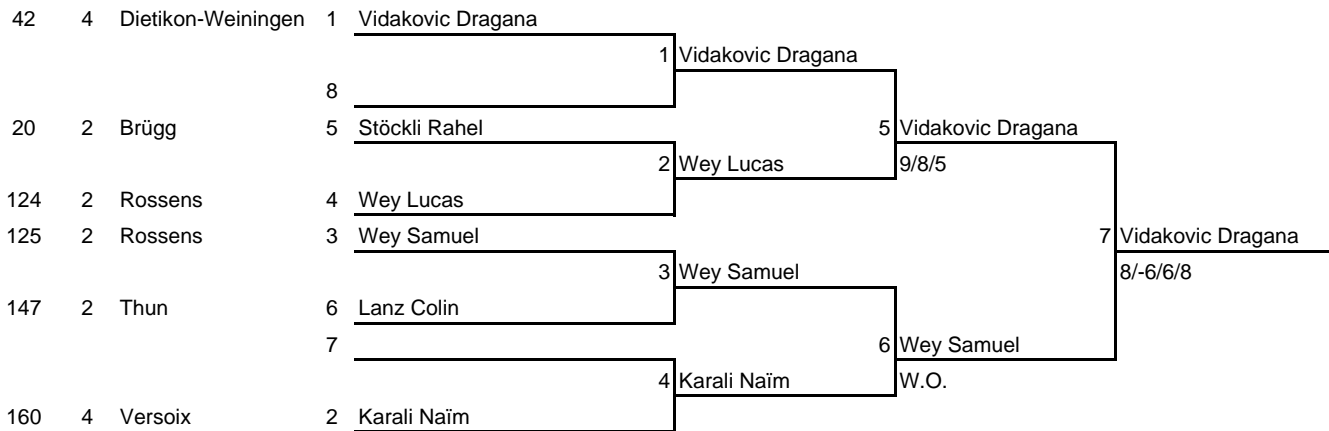 42 4 Dietikon-Weiningen 1 Vidakovic Dragana
1 Vidakovic Dragana
8
20 2 Brügg 5 Stöckli Rahel 5 Vidakovic Dragana
2 Wey Lucas 9/8/5
124 2 Rossens 4 Wey Lucas
125 2 Rossens 3 Wey Samuel 7 Vidakovic Dragana
3 Wey Samuel 8/-6/6/8
147 2 Thun 6 Lanz Colin
7 6 Wey Samuel
4 Karali Naïm W.O.
160 4 Versoix 2 Karali Naïm